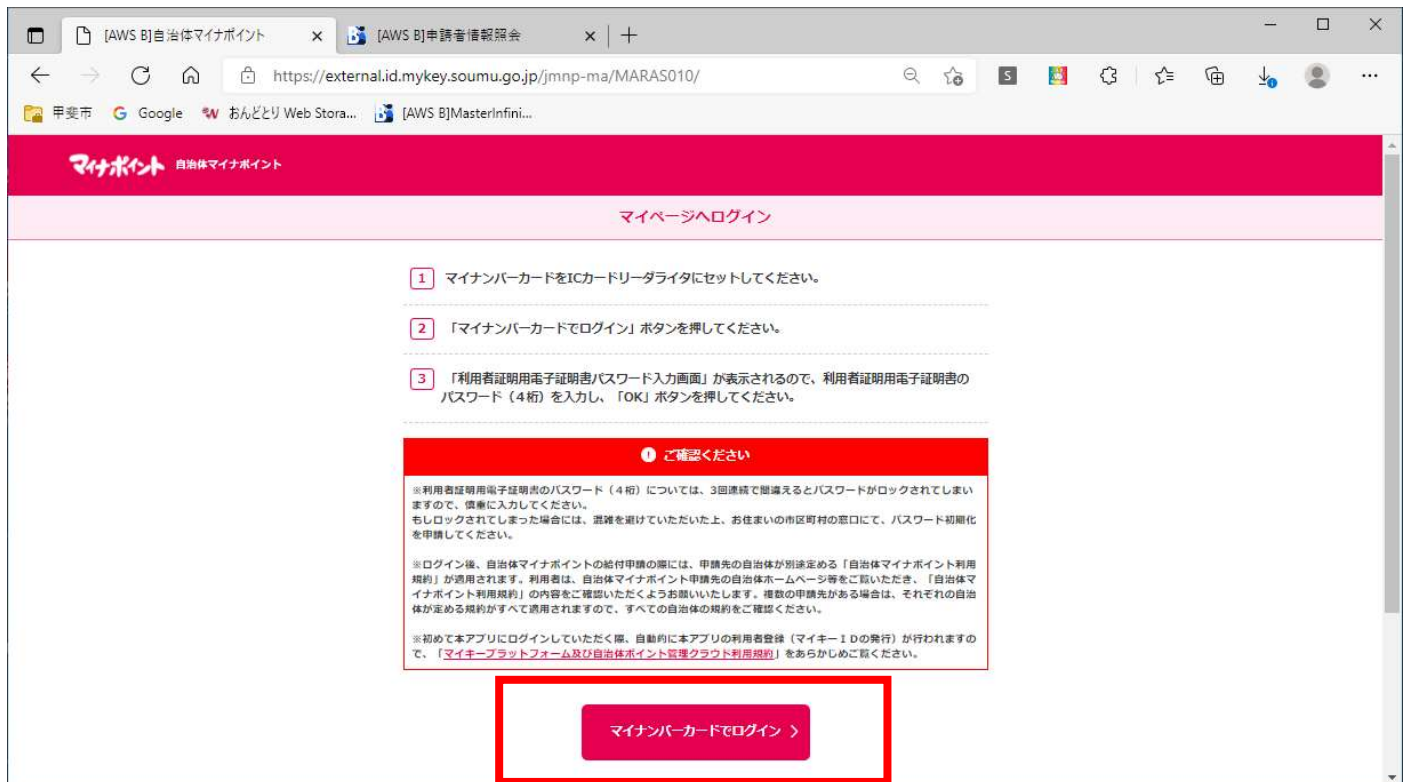 [AWS B]自治体マイナポイント
[AWS B]申請者情報照会
https://external.id.mykey.soumu.go.jp/jmnp-ma/MARAS010/
甲斐市
Google
おんどとり Web Stora...
[AWS B]MasterInfini...
マイナポイント 自治体マイナポイント
マイページへログイン
1 マイナンバーカードをICカードリーダライタにセットしてください。
2 「マイナンバーカードでログイン」ボタンを押してください。
3 「利用者証明用電子証明書パスワード入力画面」が表示されるので、利用者証明用電子証明書の
パスワード（4桁）を入力し、「OK」ボタンを押してください。
ご確認ください
※利用者証明用電子証明書のパスワード（4桁）については、3回連続で間違えるとパスワードがロックされてしまい
ますので、慎重に入力してください。
もしロックされてしまった場合には、混雑を避けていただいた上、お住まいの市区町村の窓口にて、パスワード初期化
を申請してください。
※ログイン後、自治体マイナポイントの給付申請の際には、申請先の自治体が別途定める「自治体マイナポイント利用
規約」が適用されます。利用者は、自治体マイナポイント申請先の自治体ホームページ等をご覧いただき、「自治体マ
イナポイント利用規約」の内容をご確認いただくようお願いいたします。複数の申請先がある場合は、それぞれの自治
体が定める規約がすべて適用されますので、すべての自治体の規約をご確認ください。
※初めて本アプリにログインしていただく際、自動的に本アプリの利用者登録（マイキーＩＤの発行）が行われますの
で、「マイキープラットフォーム及び自治体ポイント管理クラウド利用規約」をあらかじめご覧ください。
マイナンバーカードでログイン